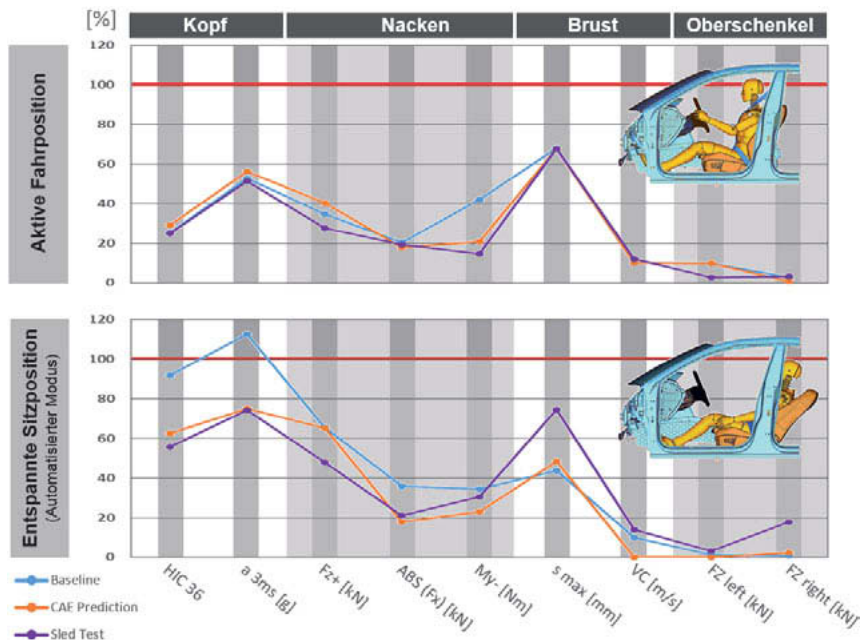 [%]
Kopf Nacken Brust Oberschenkel
Aktive Fahrposition
120
100
80
60
40
20
0
Entspannte Sitzposition
(Automatisierter Modus)
120
100
80
60
40
20
0
HIC 36
a 3ms [g]
Fz+ [kN]
ABS (Fx) [kN]
My- [Nm]
s max [mm]
VC [m/s]
FZ left [kN]
FZ right [kN]
Baseline
CAE Prediction
Sled Test